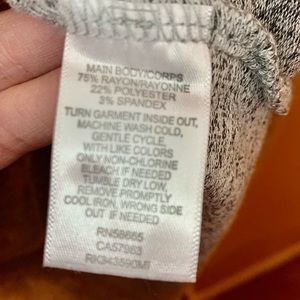 MAIN BODY/CORPS
75% RAYON/RAYONNE
22% POLYESTER
3% SPANDEX
TURN GARMENT INSIDE OUT,
MACHINE WASH COLD,
GENTLE CYCLE,
WITH LIKE COLORS
ONLY NON-CHLORINE
BLEACH IF NEEDED
TUMBLE DRY LOW,
REMOVE PROMPTLY
COOL IRON, WRONG SIDE
OUT IF NEEDED
RN58665
CA57983